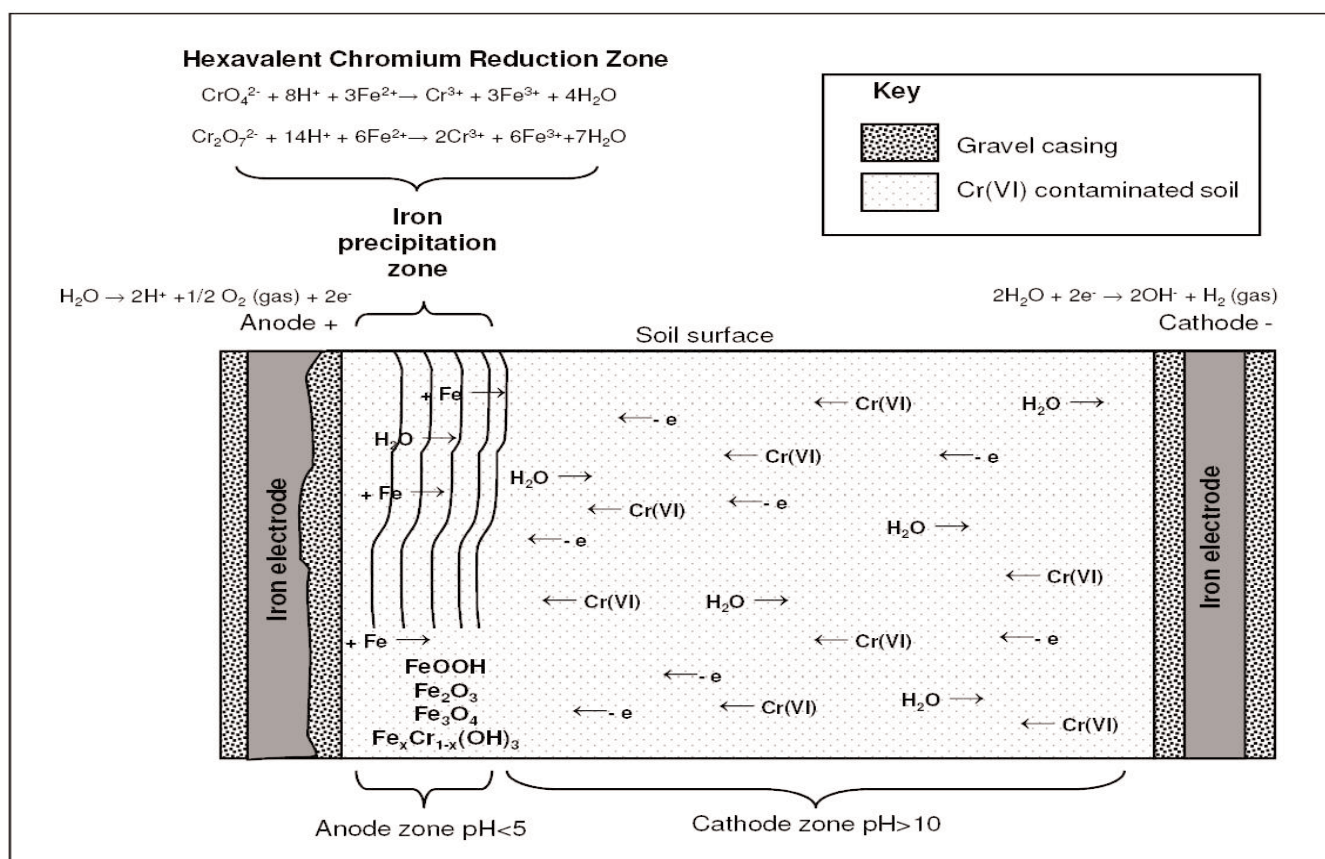 Hexavalent Chromium Reduction Zone
CrO₄²⁻ + 8H⁺ + 3Fe²⁺→ Cr³⁺ + 3Fe³⁺ + 4H₂O
Cr₂O₇²⁻ + 14H⁺ + 6Fe²⁺→ 2Cr³⁺ + 6Fe³⁺+7H₂O
Key
Gravel casing
Cr(VI) contaminated soil
Iron
precipitation
zone
H₂O → 2H⁺ +1/2 O₂ (gas) + 2e⁻
Anode +
2H₂O + 2e⁻ → 2OH⁻ + H₂ (gas)
Cathode -
Soil surface
Iron electrode
+ Fe →
← Cr(VI)
H₂O →
← - e
H₂O →
← Cr(VI)
← - e
H₂O →
+ Fe →
← Cr(VI)
← - e
H₂O →
← - e
← Cr(VI)
← Cr(VI)
H₂O →
+ Fe →
← Cr(VI)
← - e
FeOOH
← - e
Fe₂O₃
Fe₃O₄
← - e
← Cr(VI)
H₂O →
← Cr(VI)
FeₓCr₁₋ₓ(OH)₃
Iron electrode
Anode zone pH<5
Cathode zone pH>10